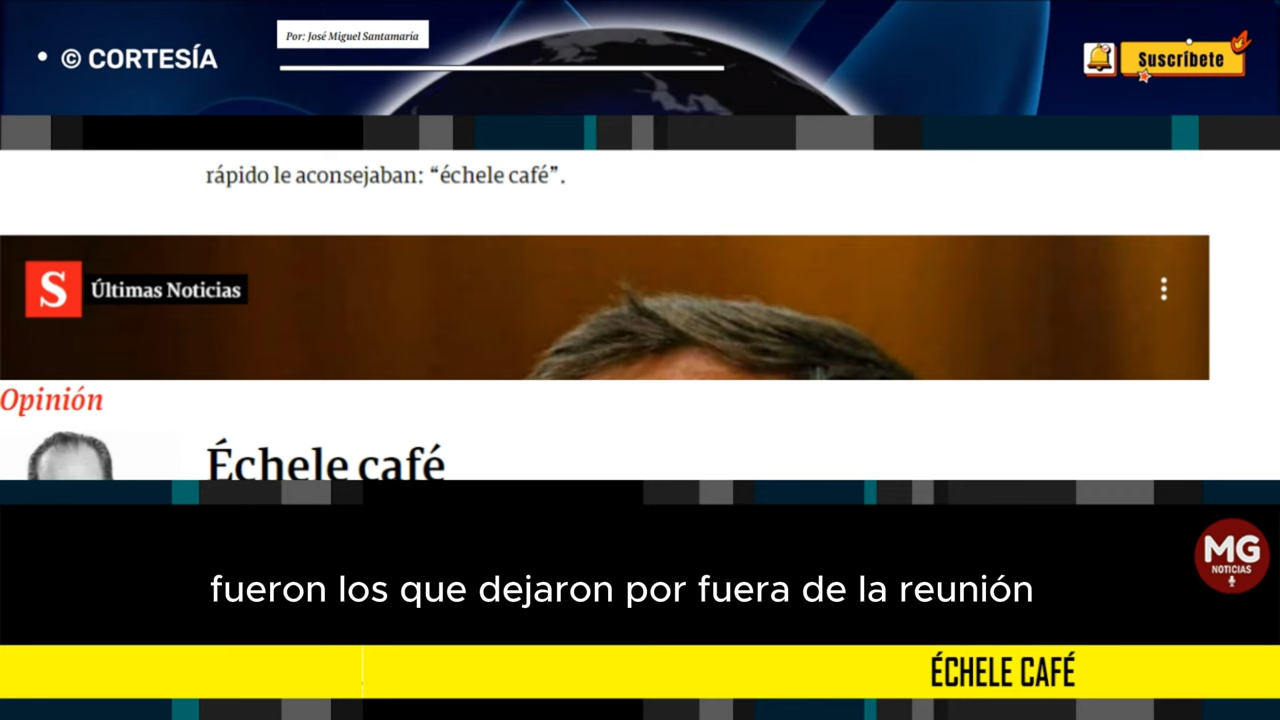 • © CORTESÍA
Por: José Miguel Santamaría
Suscríbete
rápido le aconsejaban: “échele café”.
S Últimas Noticias
Opinión
Échele café
fueron los que dejaron por fuera de la reunión
MG
NOTICIAS
ÉCHELE CAFÉ